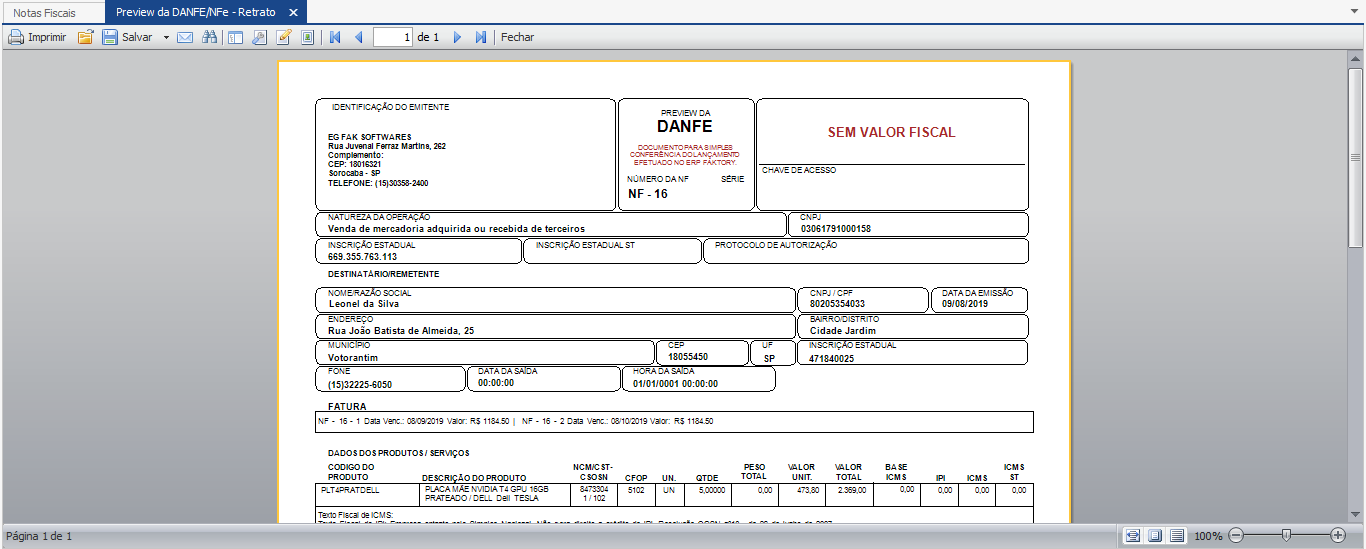 Notas Fiscais
Preview da DANFE/NFe - Retrato
Imprimir
Salvar
1 de 1
Fechar
IDENTIFICAÇÃO DO EMITENTE
EG FAK SOFTWARES
Rua Juvenal Ferraz Martins, 262
Complemento:
CEP: 18016321
Sorocaba - SP
TELEFONE: (15)30358-2400
PREVIEW DA
DANFE
DOCUMENTO PARA SIMPLES
CONFERÊNCIA DO LANÇAMENTO
EFETUADO NO ERP FAKTORY.
NÚMERO DA NF SÉRIE
NF - 16
SEM VALOR FISCAL
CHAVE DE ACESSO
NATUREZA DA OPERAÇÃO
Venda de mercadoria adquirida ou recebida de terceiros
CNPJ
03061791000158
INSCRIÇÃO ESTADUAL
669.355.763.113
INSCRIÇÃO ESTADUAL ST
PROTOCOLO DE AUTORIZAÇÃO
DESTINATÁRIO/REMETENTE
NOME/RAZÃO SOCIAL
Leonel da Silva
CNPJ / CPF
80205354033
DATA DA EMISSÃO
09/08/2019
ENDEREÇO
Rua João Batista de Almeida, 25
BAIRRO/DISTRITO
Cidade Jardim
MUNICÍPIO
Votorantim
CEP
18055450
UF
SP
INSCRIÇÃO ESTADUAL
471840025
FONE
(15)32225-6050
DATA DA SAÍDA
00:00:00
HORA DA SAÍDA
01/01/0001 00:00:00
FATURA
NF - 16 - 1 Data Venc.: 08/09/2019 Valor: R$ 1184.50 | NF - 16 - 2 Data Venc.: 08/10/2019 Valor: R$ 1184.50
DADOS DOS PRODUTOS / SERVIÇOS
CODIGO DO PRODUTO
DESCRIÇÃO DO PRODUTO
NCM/CST-CSOSN
CFOP
UN.
QTDE
PESO TOTAL
VALOR UNIT.
VALOR TOTAL
BASE ICMS
IPI
ICMS
ICMS ST
PLT4PRATDELL
PLACA MÃE NVIDIA T4 GPU 16GB
PRATEADO / DELL Dell TESLA
8473304
1 / 102
5102
UN
5,00000
0,00
473,80
2.369,00
0,00
0,00
0,00
0,00
Texto Fiscal de ICMS:
Página 1 de 1
100%